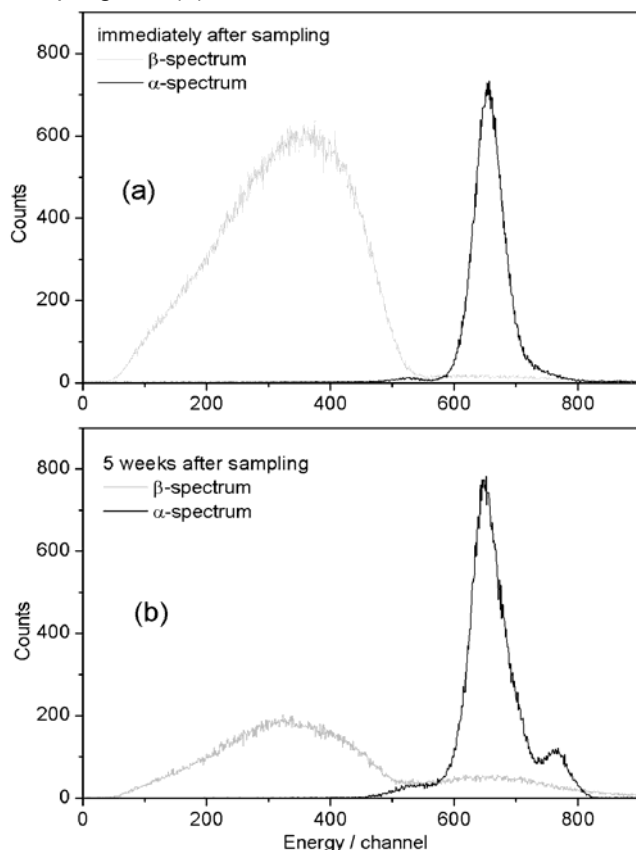 immediately after sampling
β-spectrum
α-spectrum
(a)
Counts
800
600
400
200
0
0 200 400 600 800
5 weeks after sampling
β-spectrum
α-spectrum
(b)
Counts
800
600
400
200
0
0 200 400 600 800
Energy / channel